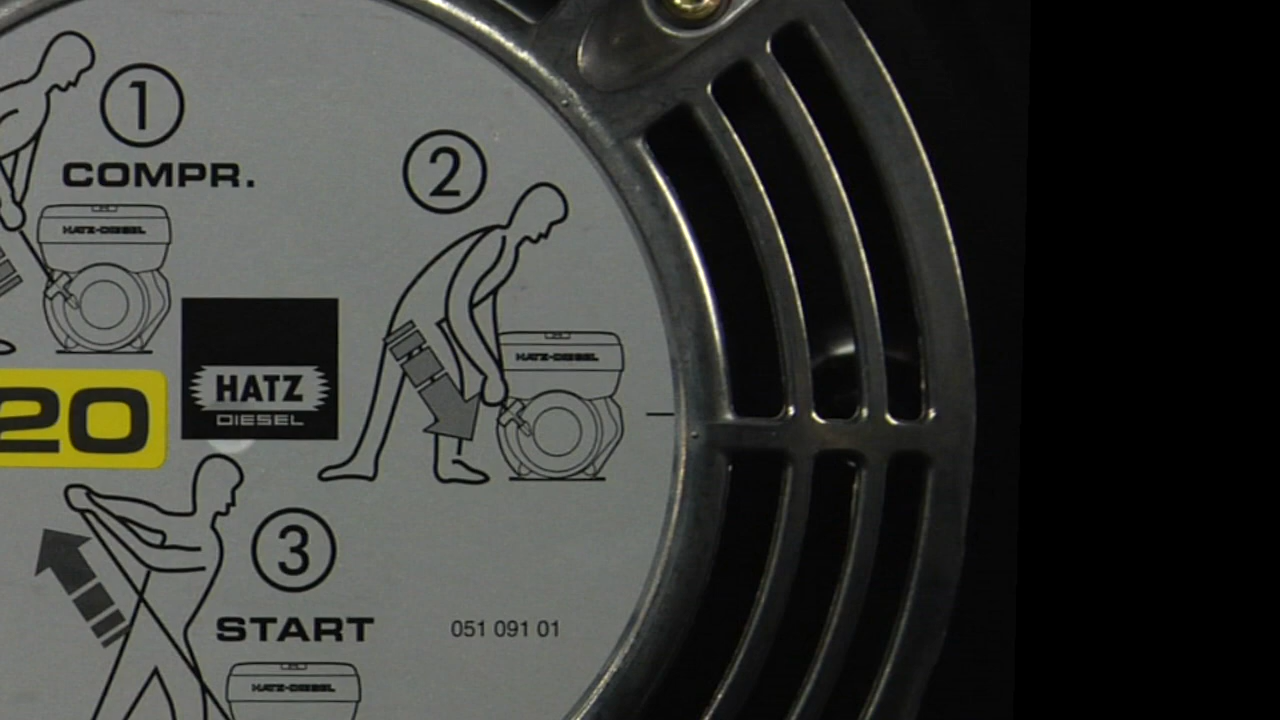 1
COMPR.
2
HATZ-DIESEL
HATZ-DIESEL
HATZ
DIESEL
20
3
START
051 091 01
HATZ-DIESEL